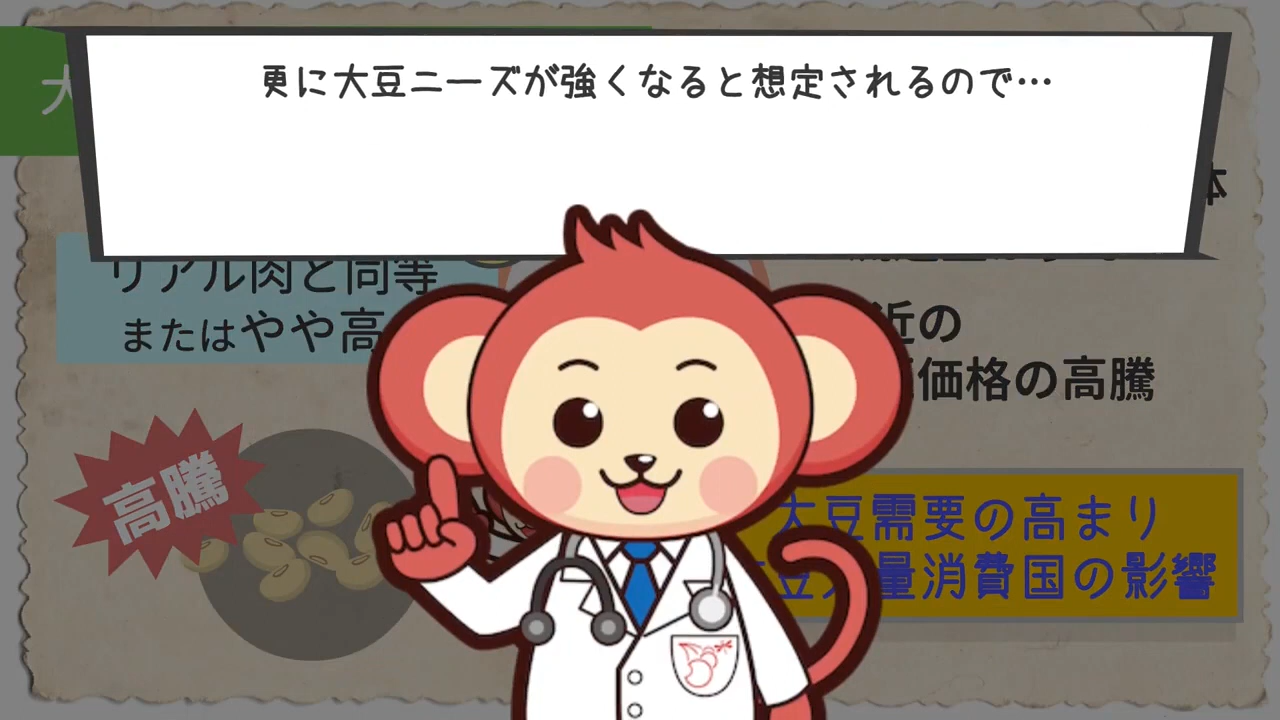 更に大豆ニーズが強くなると想定されるので…
リアル肉と同等
またはやや高
近の
価格の高騰
高騰
大豆需要の高まり
量消費国の影響